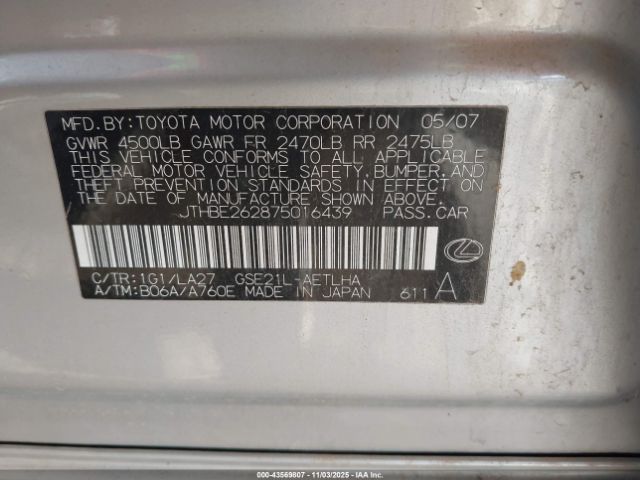 MFD.BY:TOYOTA MOTOR CORPORATION 05/07
GVWR 4500LB GAWR FR 2470LB RR 2475LB
THIS VEHICLE CONFORMS TO ALL APPLICABLE
FEDERAL MOTOR VEHICLE SAFETY,BUMPER,AND
THEFT PREVENTION STANDARDS IN EFFECT ON
THE DATE OF MANUFACTURE SHOWN ABOVE.
JTHBE262875016439 PASS.CAR
C/TR:1G1/LA27 GSE21L-AETLHA
A/TM:B06A/A760E MADE IN JAPAN 611 A
000-43569807 - 11/03/2025 - IAAI, INC.